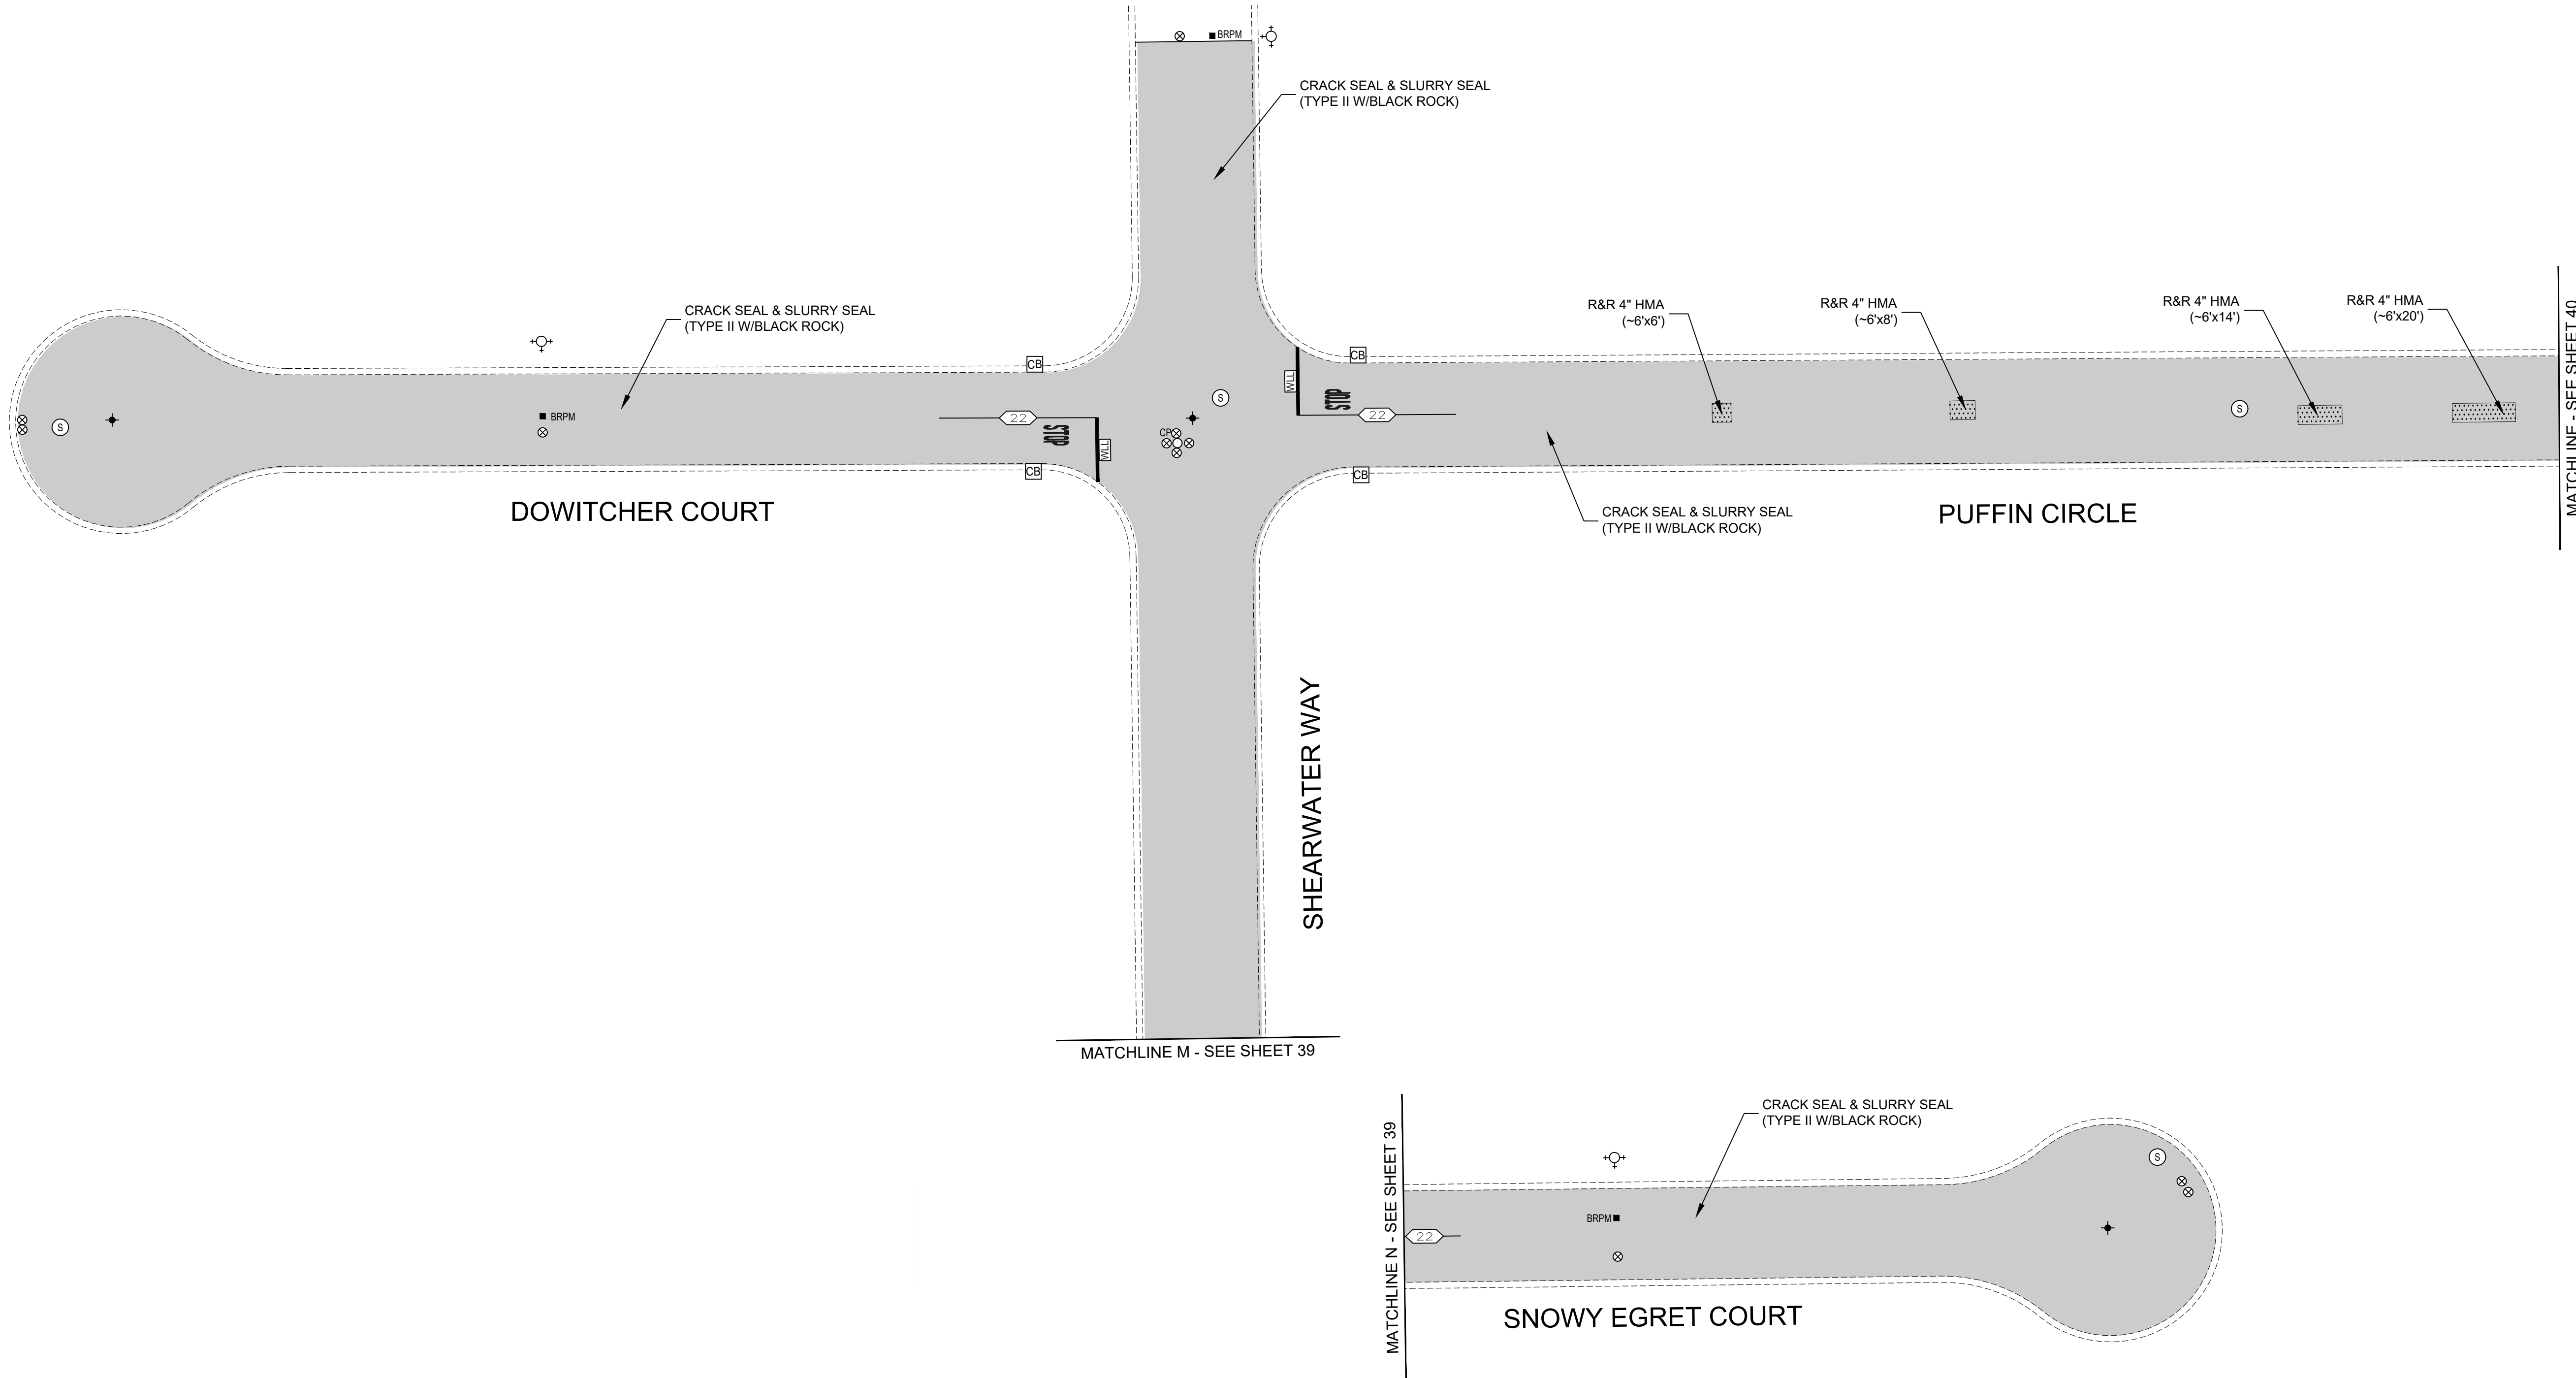 BRPM
CRACK SEAL & SLURRY SEAL
(TYPE II W/BLACK ROCK)
CRACK SEAL & SLURRY SEAL
(TYPE II W/BLACK ROCK)
R&R 4" HMA
(~6'x6')
R&R 4" HMA
(~6'x8')
R&R 4" HMA
(~6'x14')
R&R 4" HMA
(~6'x20')
MATCHLINE - SEE SHEET 40
CB
CB
WLL
STOP
22
S
S
BRPM
22
STOP
WLL
S
CP
CB
CB
DOWITCHER COURT
CRACK SEAL & SLURRY SEAL
(TYPE II W/BLACK ROCK)
PUFFIN CIRCLE
SHEARWATER WAY
MATCHLINE M - SEE SHEET 39
MATCHLINE N - SEE SHEET 39
CRACK SEAL & SLURRY SEAL
(TYPE II W/BLACK ROCK)
S
BRPM
22
SNOWY EGRET COURT